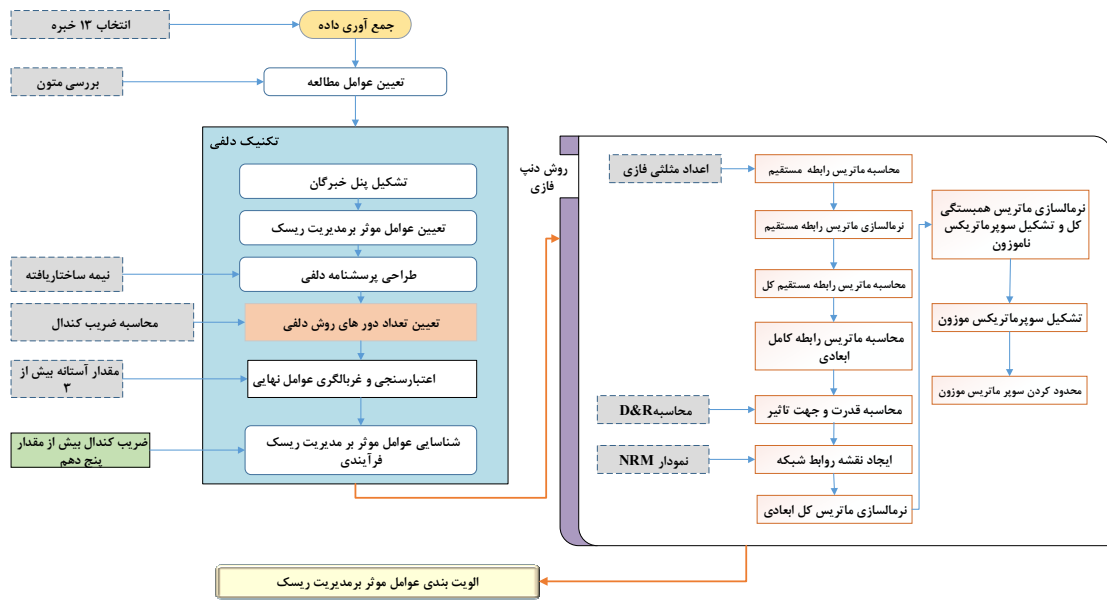 انتخاب ۱۳ خبره
جمع آوری داده
بررسی متون
تعیین عوامل مطالعه
تکنیک دلفی
تشکیل پنل خبرگان
تعیین عوامل موثر برمدیریت ریسک
نیمه ساختاریافته
طراحی پرسشنامه دلفی
محاسبه ضریب کندال
تعیین تعداد دور های روش دلفی
مقدار آستانه بیش از
۳
اعتبارسنجی و غربالگری عوامل نهایی
ضریب کندال بیش از مقدار
پنج دهم
شناسایی عوامل موثر بر مدیریت ریسک
فرآیندی
روش دنپ
فازی
اعداد مثلثی فازی
محاسبه ماتریس رابطه مستقیم
نرمالسازی ماتریس رابطه مستقیم
محاسبه ماتریس رابطه مستقیم کل
محاسبه ماتریس رابطه کامل
ابعادی
محاسبهD&R
محاسبه قدرت و جهت تاثیر
نمودار NRM
ایجاد نقشه روابط شبکه
نرمالسازی ماتریس کل ابعادی
نرمالسازی ماتریس همبستگی
کل و تشکیل سوپرماتریکس
ناموزون
تشکیل سوپرماتریکس موزون
محدود کردن سوپر ماتریس موزون
الویت بندی عوامل موثر برمدیریت ریسک